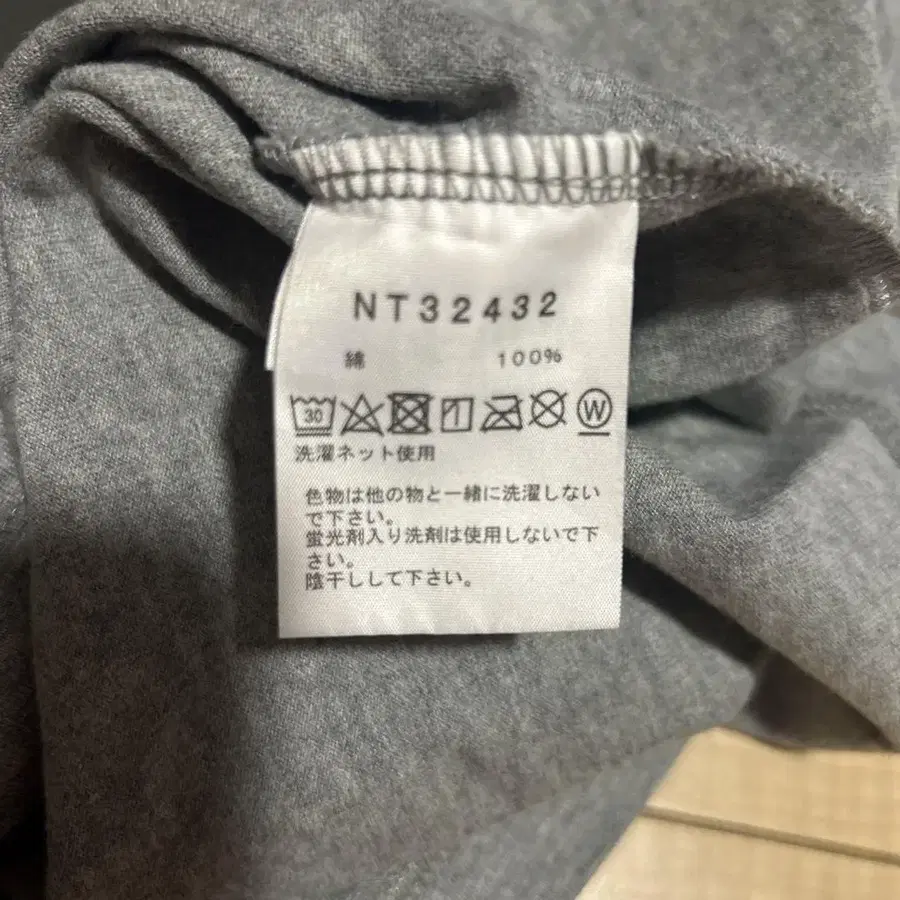 NT32432
綿 100%
30 W
洗濯ネット使用
色物は他の物と一緒に洗濯しない
で下さい。
蛍光剤入り洗剤は使用しないで下
さい。
陰干しして下さい。